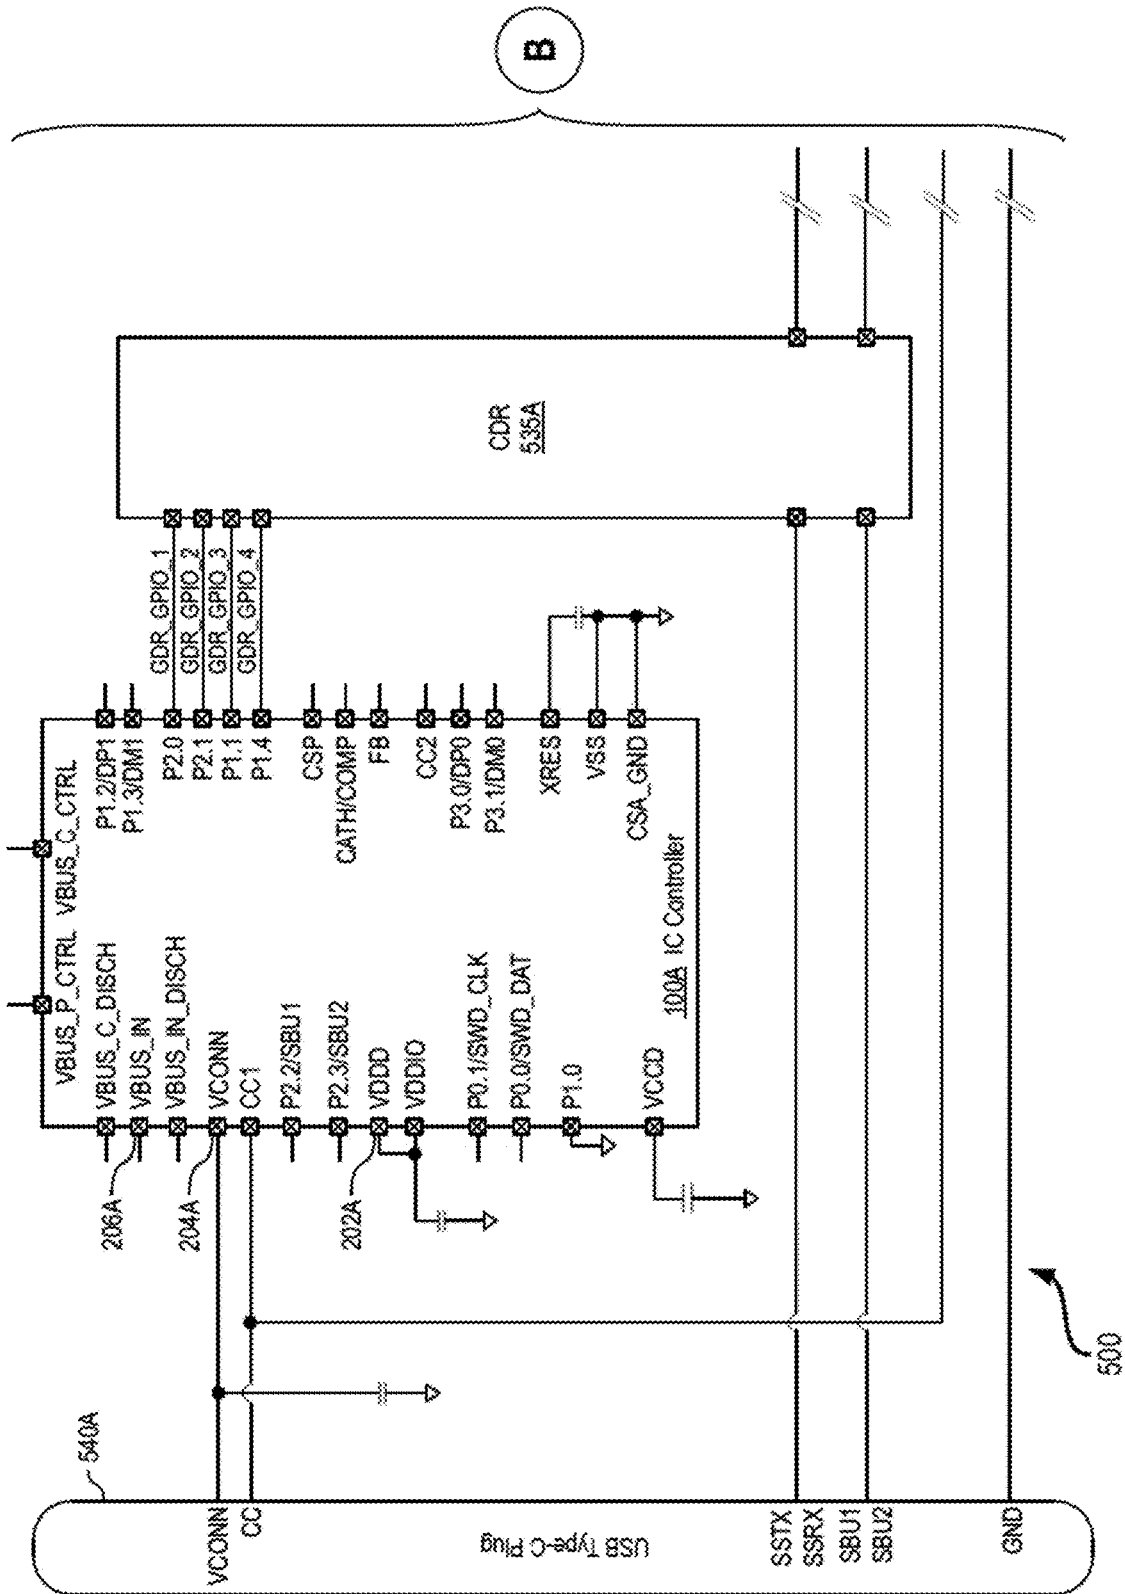 B
CDR
535A
GDR_GPIO_1
GDR_GPIO_2
GDR_GPIO_3
GDR_GPIO_4
VBUS_P_CTRL
VBUS_C_CTRL
P1.2/DP1
P1.3/DM1
P2.0
P2.1
P1.1
P1.4
CSP
CATH/COMP
FB
CC2
P3.0/DP0
P3.1/DM0
XRES
VSS
CSA_GND
VBUS_C_DISCH
VBUS_IN
VBUS_IN_DISCH
VCONN
CC1
P2.2/SBU1
P2.3/SBU2
VDDD
VDDIO
P0.1/SWD_CLK
P0.0/SWD_DAT
P1.0
VCCD
100A IC Controller
206A
204A
202A
540A
VCONN
CC
USB Type-C Plug
SSTX
SSRX
SBU1
SBU2
GND
500